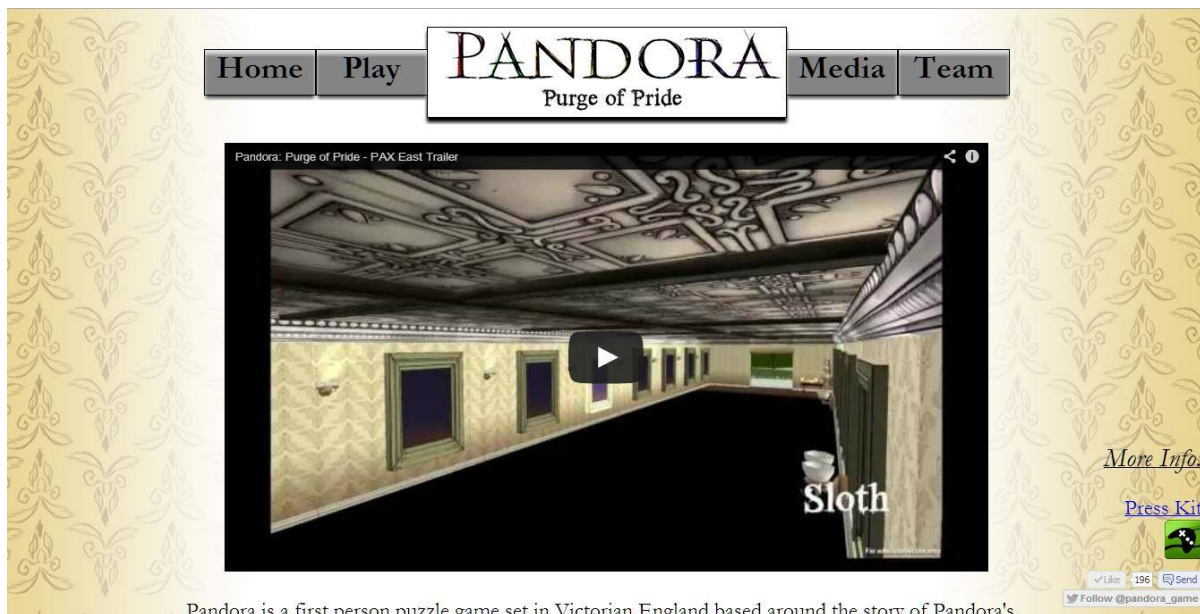 Home
Play
PANDORA
Purge of Pride
Media
Team
Pandora: Purge of Pride - PAX East Trailer
Sloth
More Info
Press Kit
Like 196 Send
Follow @pandora_game
Pandora is a first person puzzle game set in Victorian England based around the story of Pandora's